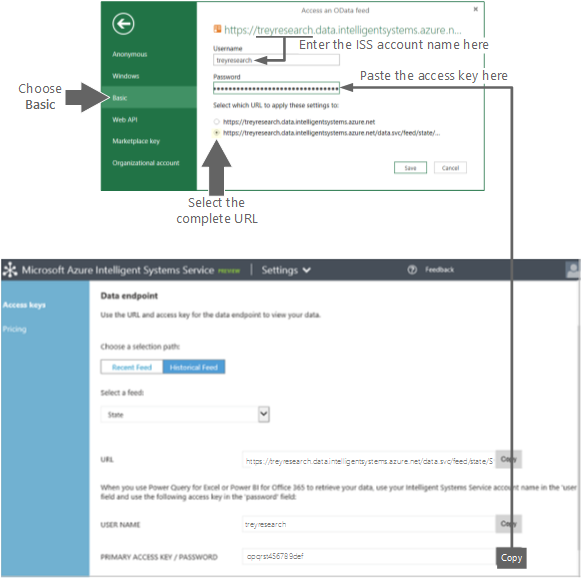 Access an OData feed
https://treyresearch.data.intelligentsystems.azure.n...
Anonymous
Windows
Basic
Web API
Marketplace key
Organizational account
Username
treyresearch
Enter the ISS account name here
Password
Paste the access key here
Choose
Basic
Select which URL to apply these settings to:
https://treyresearch.data.intelligentsystems.azure.net
https://treyresearch.data.intelligentsystems.azure.net/data.svc/feed/state/...
Save
Cancel
Select the
complete URL
Microsoft Azure Intelligent Systems Service PREVIEW
Settings
Feedback
Access keys
Pricing
Data endpoint
Use the URL and access key for the data endpoint to view your data.
Choose a selection path:
Recent Feed
Historical Feed
Select a feed:
State
URL
https://treyresearch.data.intelligentsystems.azure.net/data.svc/feed/state/S
Copy
When you use Power Query for Excel or Power BI for Office 365 to retrieve your data, use your Intelligent Systems Service account name in the 'user
field and use the following access key in the 'password' field:
USER NAME
treyresearch
Copy
PRIMARY ACCESS KEY / PASSWORD
opqrst456789def
Copy